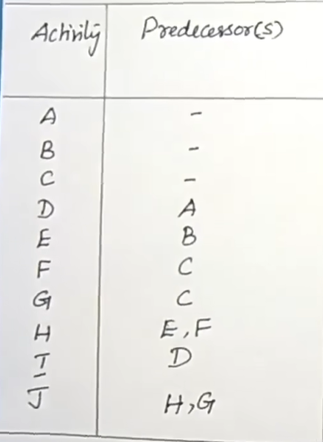 Activity Predecessor(s)
A -
B -
C -
D A
E B
F C
G C
H E,F
I D
J H,G